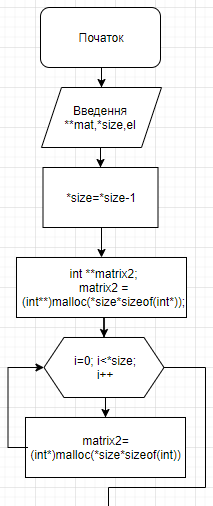 Початок
Введення
**mat,*size,el
*size=*size-1
int **matrix2;
matrix2 =
(int**)malloc(*size*sizeof(int*));
i=0; i<*size;
i++
matrix2=
(int*)malloc(*size*sizeof(int))